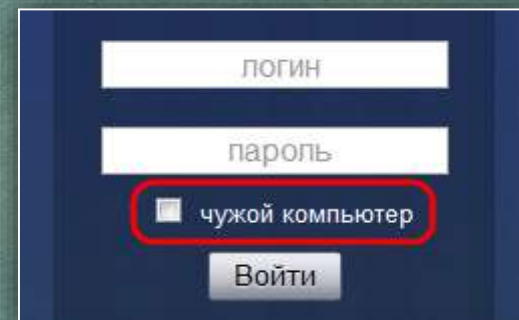 логин
пароль
чужой компьютер
Войти